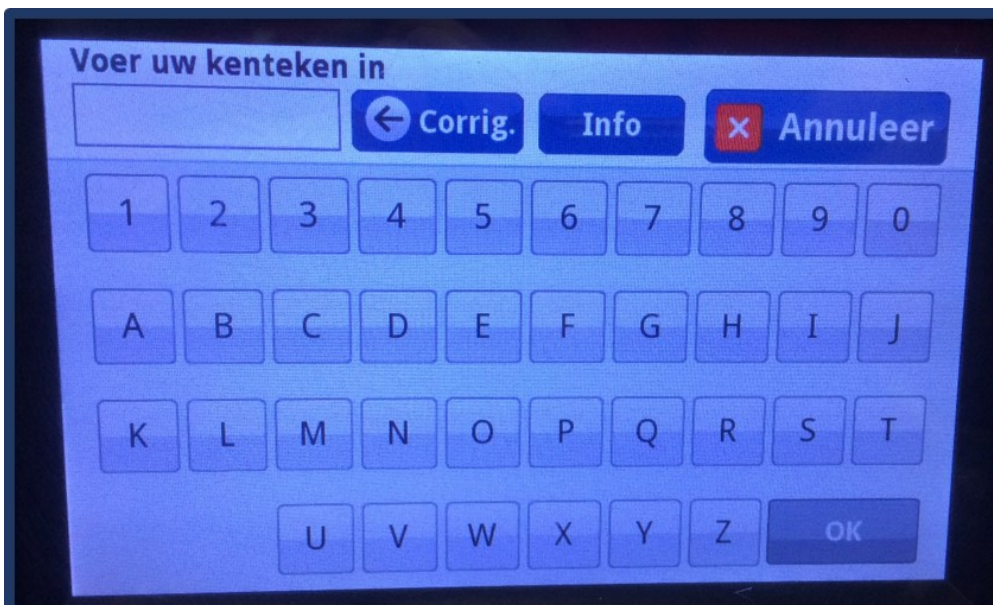 Voer uw kenteken in
← Corrig. Info × Annuleer
1 2 3 4 5 6 7 8 9 0
A B C D E F G H I J
K L M N O P Q R S T
U V W X Y Z OK